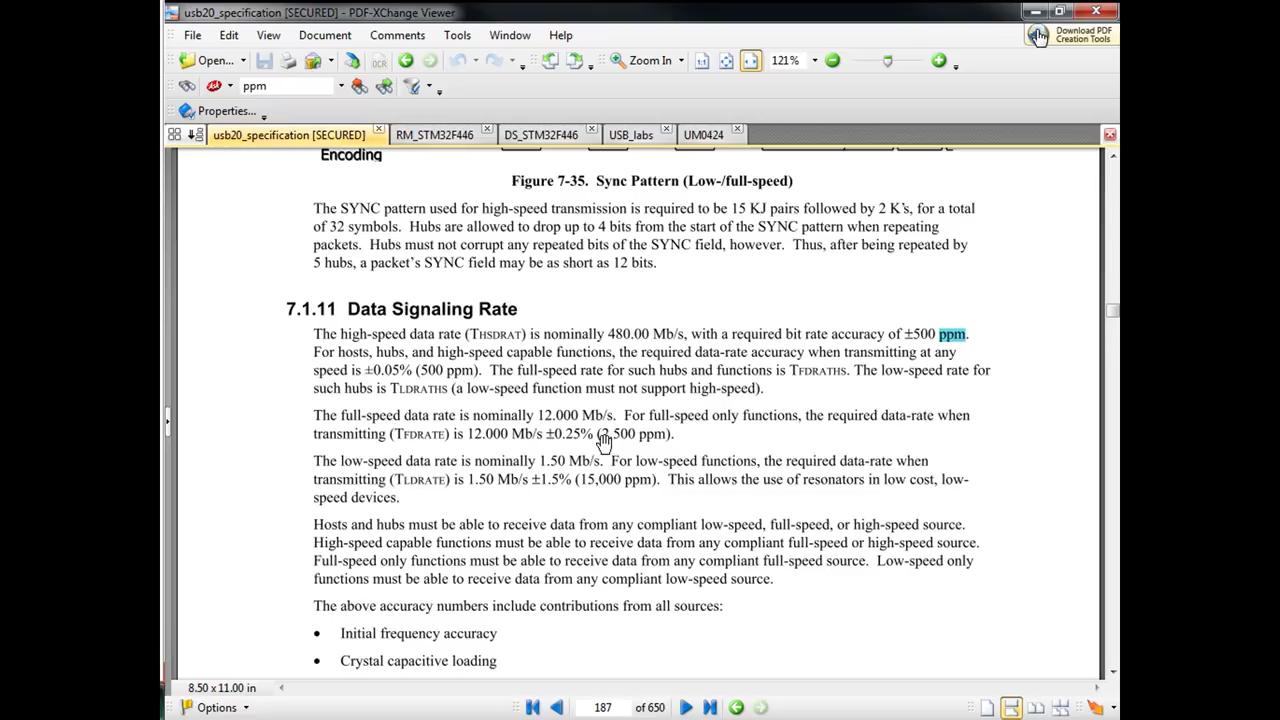 usb20_specification [SECURED] - PDF-XChange Viewer
File Edit View Document Comments Tools Window Help
Download PDF
Creation Tools
Open... OCR Zoom In 121%
ppm
Properties...
usb20_specification [SECURED] RM_STM32F446 DS_STM32F446 USB_labs UM0424
Encoding
Figure 7-35. Sync Pattern (Low-/full-speed)
The SYNC pattern used for high-speed transmission is required to be 15 KJ pairs followed by 2 K's, for a total
of 32 symbols. Hubs are allowed to drop up to 4 bits from the start of the SYNC pattern when repeating
packets. Hubs must not corrupt any repeated bits of the SYNC field, however. Thus, after being repeated by
5 hubs, a packet's SYNC field may be as short as 12 bits.
7.1.11 Data Signaling Rate
The high-speed data rate (THSDRAT) is nominally 480.00 Mb/s, with a required bit rate accuracy of ±500 ppm.
For hosts, hubs, and high-speed capable functions, the required data-rate accuracy when transmitting at any
speed is ±0.05% (500 ppm). The full-speed rate for such hubs and functions is TFDRATHS. The low-speed rate for
such hubs is TLDRATHS (a low-speed function must not support high-speed).
The full-speed data rate is nominally 12.000 Mb/s. For full-speed only functions, the required data-rate when
transmitting (TFDRATE) is 12.000 Mb/s ±0.25% (2,500 ppm).
The low-speed data rate is nominally 1.50 Mb/s. For low-speed functions, the required data-rate when
transmitting (TLDRATE) is 1.50 Mb/s ±1.5% (15,000 ppm). This allows the use of resonators in low cost, low-
speed devices.
Hosts and hubs must be able to receive data from any compliant low-speed, full-speed, or high-speed source.
High-speed capable functions must be able to receive data from any compliant full-speed or high-speed source.
Full-speed only functions must be able to receive data from any compliant full-speed source. Low-speed only
functions must be able to receive data from any compliant low-speed source.
The above accuracy numbers include contributions from all sources:
• Initial frequency accuracy
• Crystal capacitive loading
8.50 x 11.00 in
Options 187 of 650